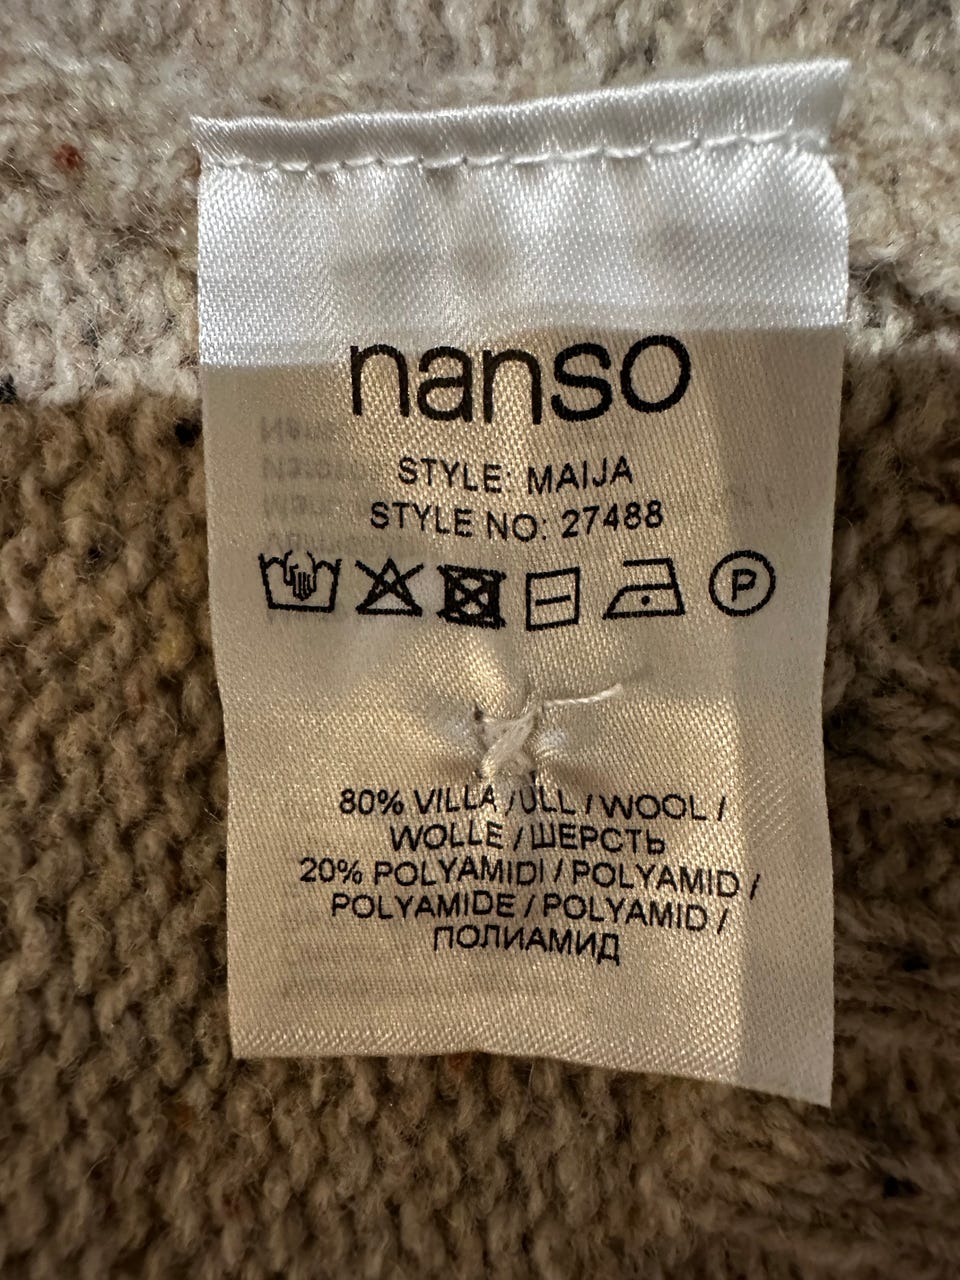 nanso
STYLE: MAIJA
STYLE NO: 27488
P
80% VILLA / ULL / WOOL /
WOLLE / ШЕРСТЬ
20% POLYAMIDI / POLYAMID /
POLYAMIDE / POLYAMID /
ПОЛИАМИД